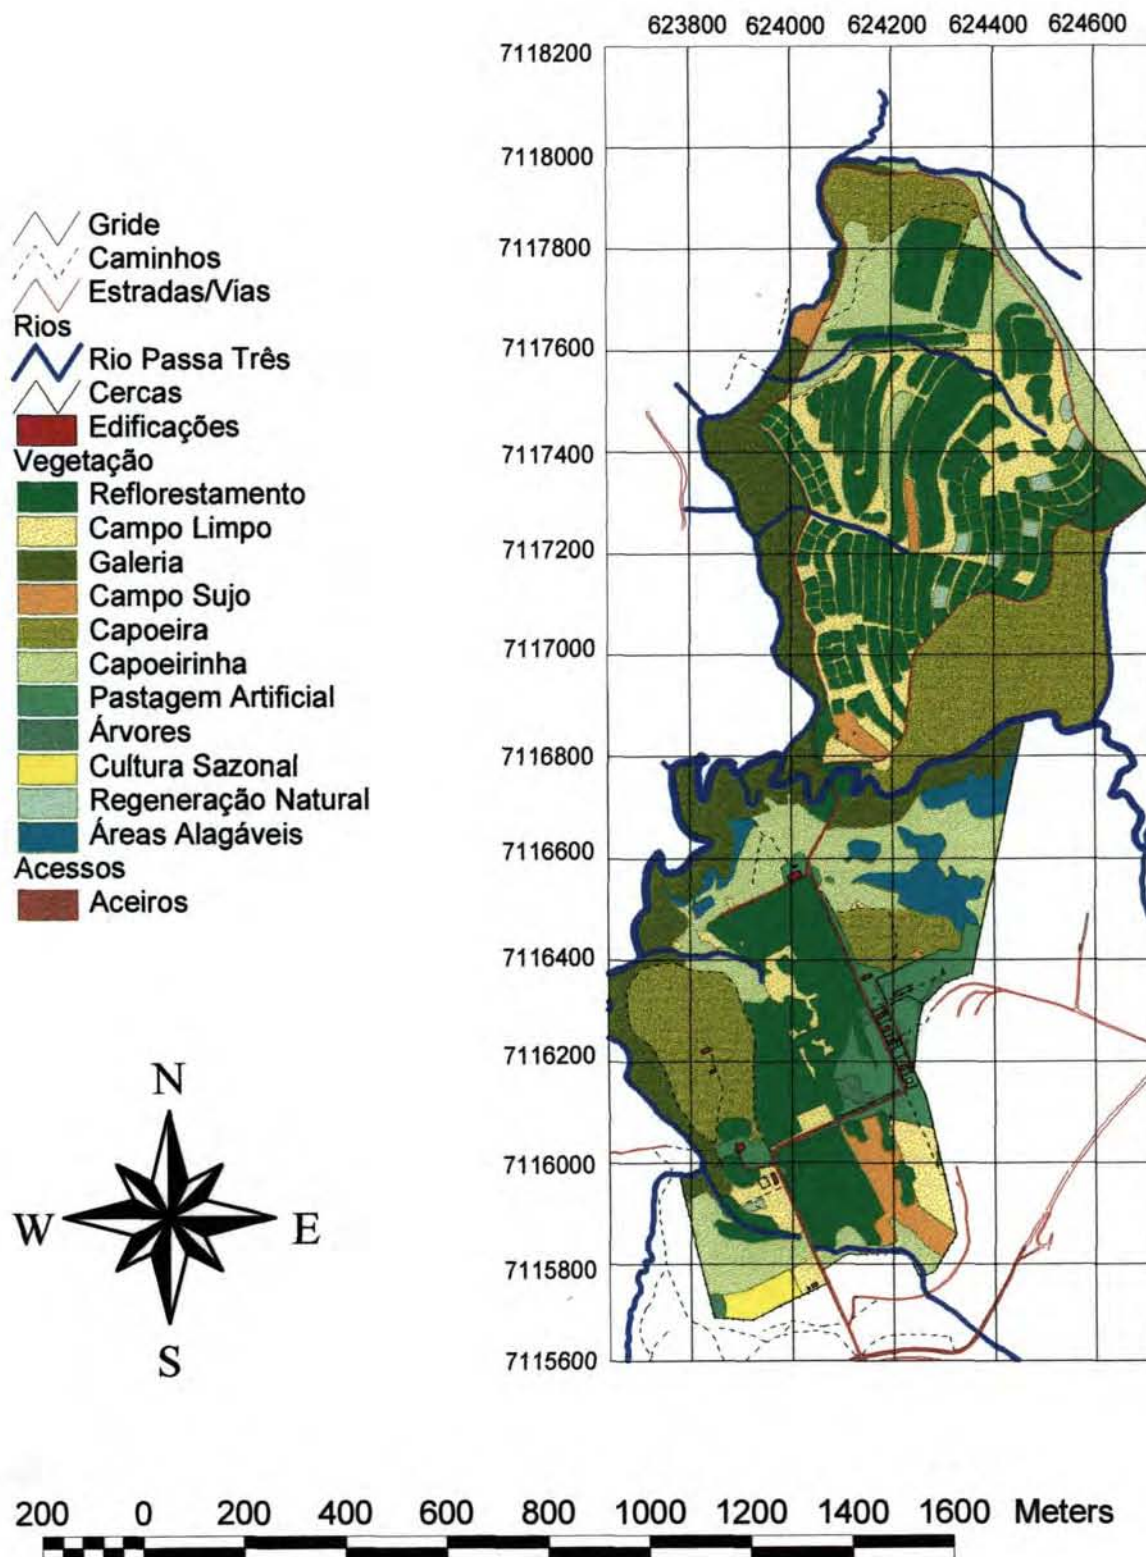 623800 624000 624200 624400 624600
7118200
7118000
7117800
7117600
7117400
7117200
7117000
7116800
7116600
7116400
7116200
7116000
7115800
7115600
Gride
Caminhos
Estradas/Vias
Rios
Rio Passa Três
Cercas
Edificações
Vegetação
Reflorestamento
Campo Limpo
Galeria
Campo Sujo
Capoeira
Capoeirinha
Pastagem Artificial
Árvores
Cultura Sazonal
Regeneração Natural
Áreas Alagáveis
Acessos
Aceiros
N
W E
S
200 0 200 400 600 800 1000 1200 1400 1600 Meters